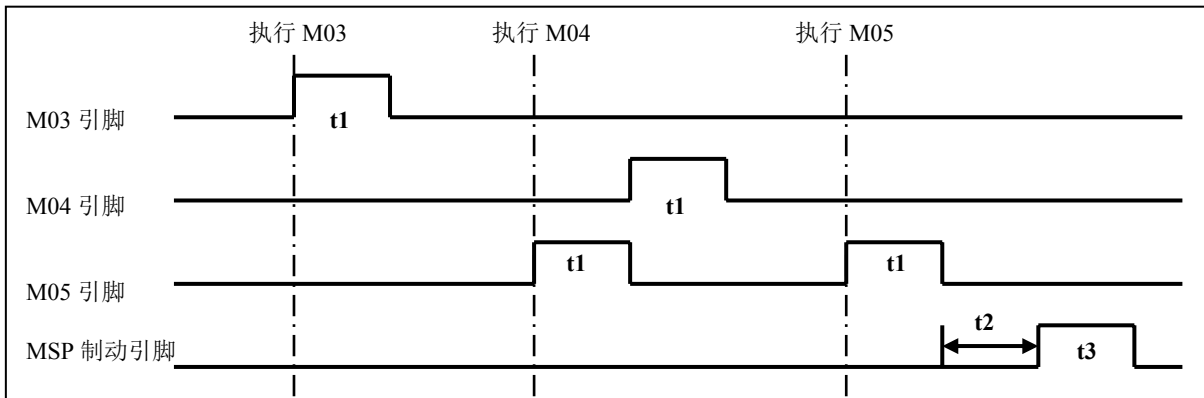 执行 M03 执行 M04 执行 M05
M03 引脚 t1
M04 引脚 t1
M05 引脚 t1 t1
t2
MSP 制动引脚 t3